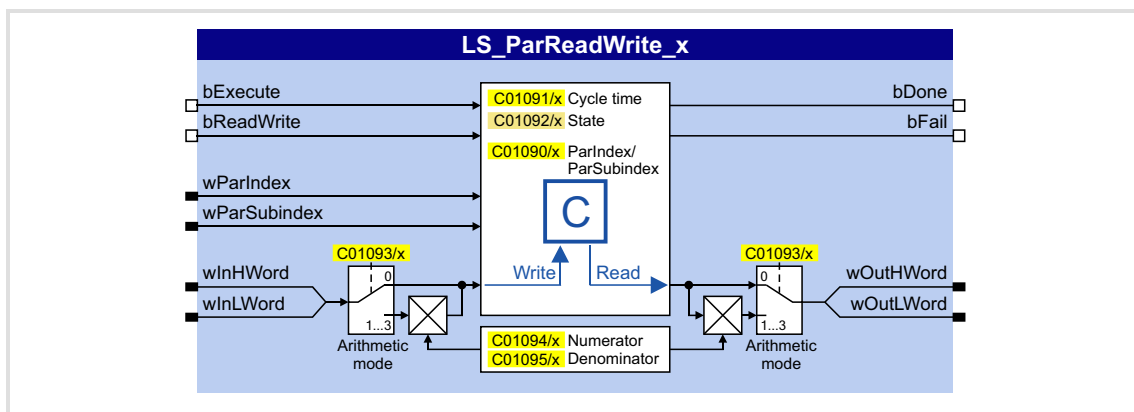 LS_ParReadWrite_x
bExecute
bReadWrite
wParIndex
wParSubindex
wInHWord
wInLWord
C01093/x
0
1...3
Arithmetic
mode
C01091/x Cycle time
C01092/x State
C01090/x ParIndex/
ParSubindex
C
Write
Read
C01094/x Numerator
C01095/x Denominator
C01093/x
0
1...3
Arithmetic
mode
bDone
bFail
wOutHWord
wOutLWord